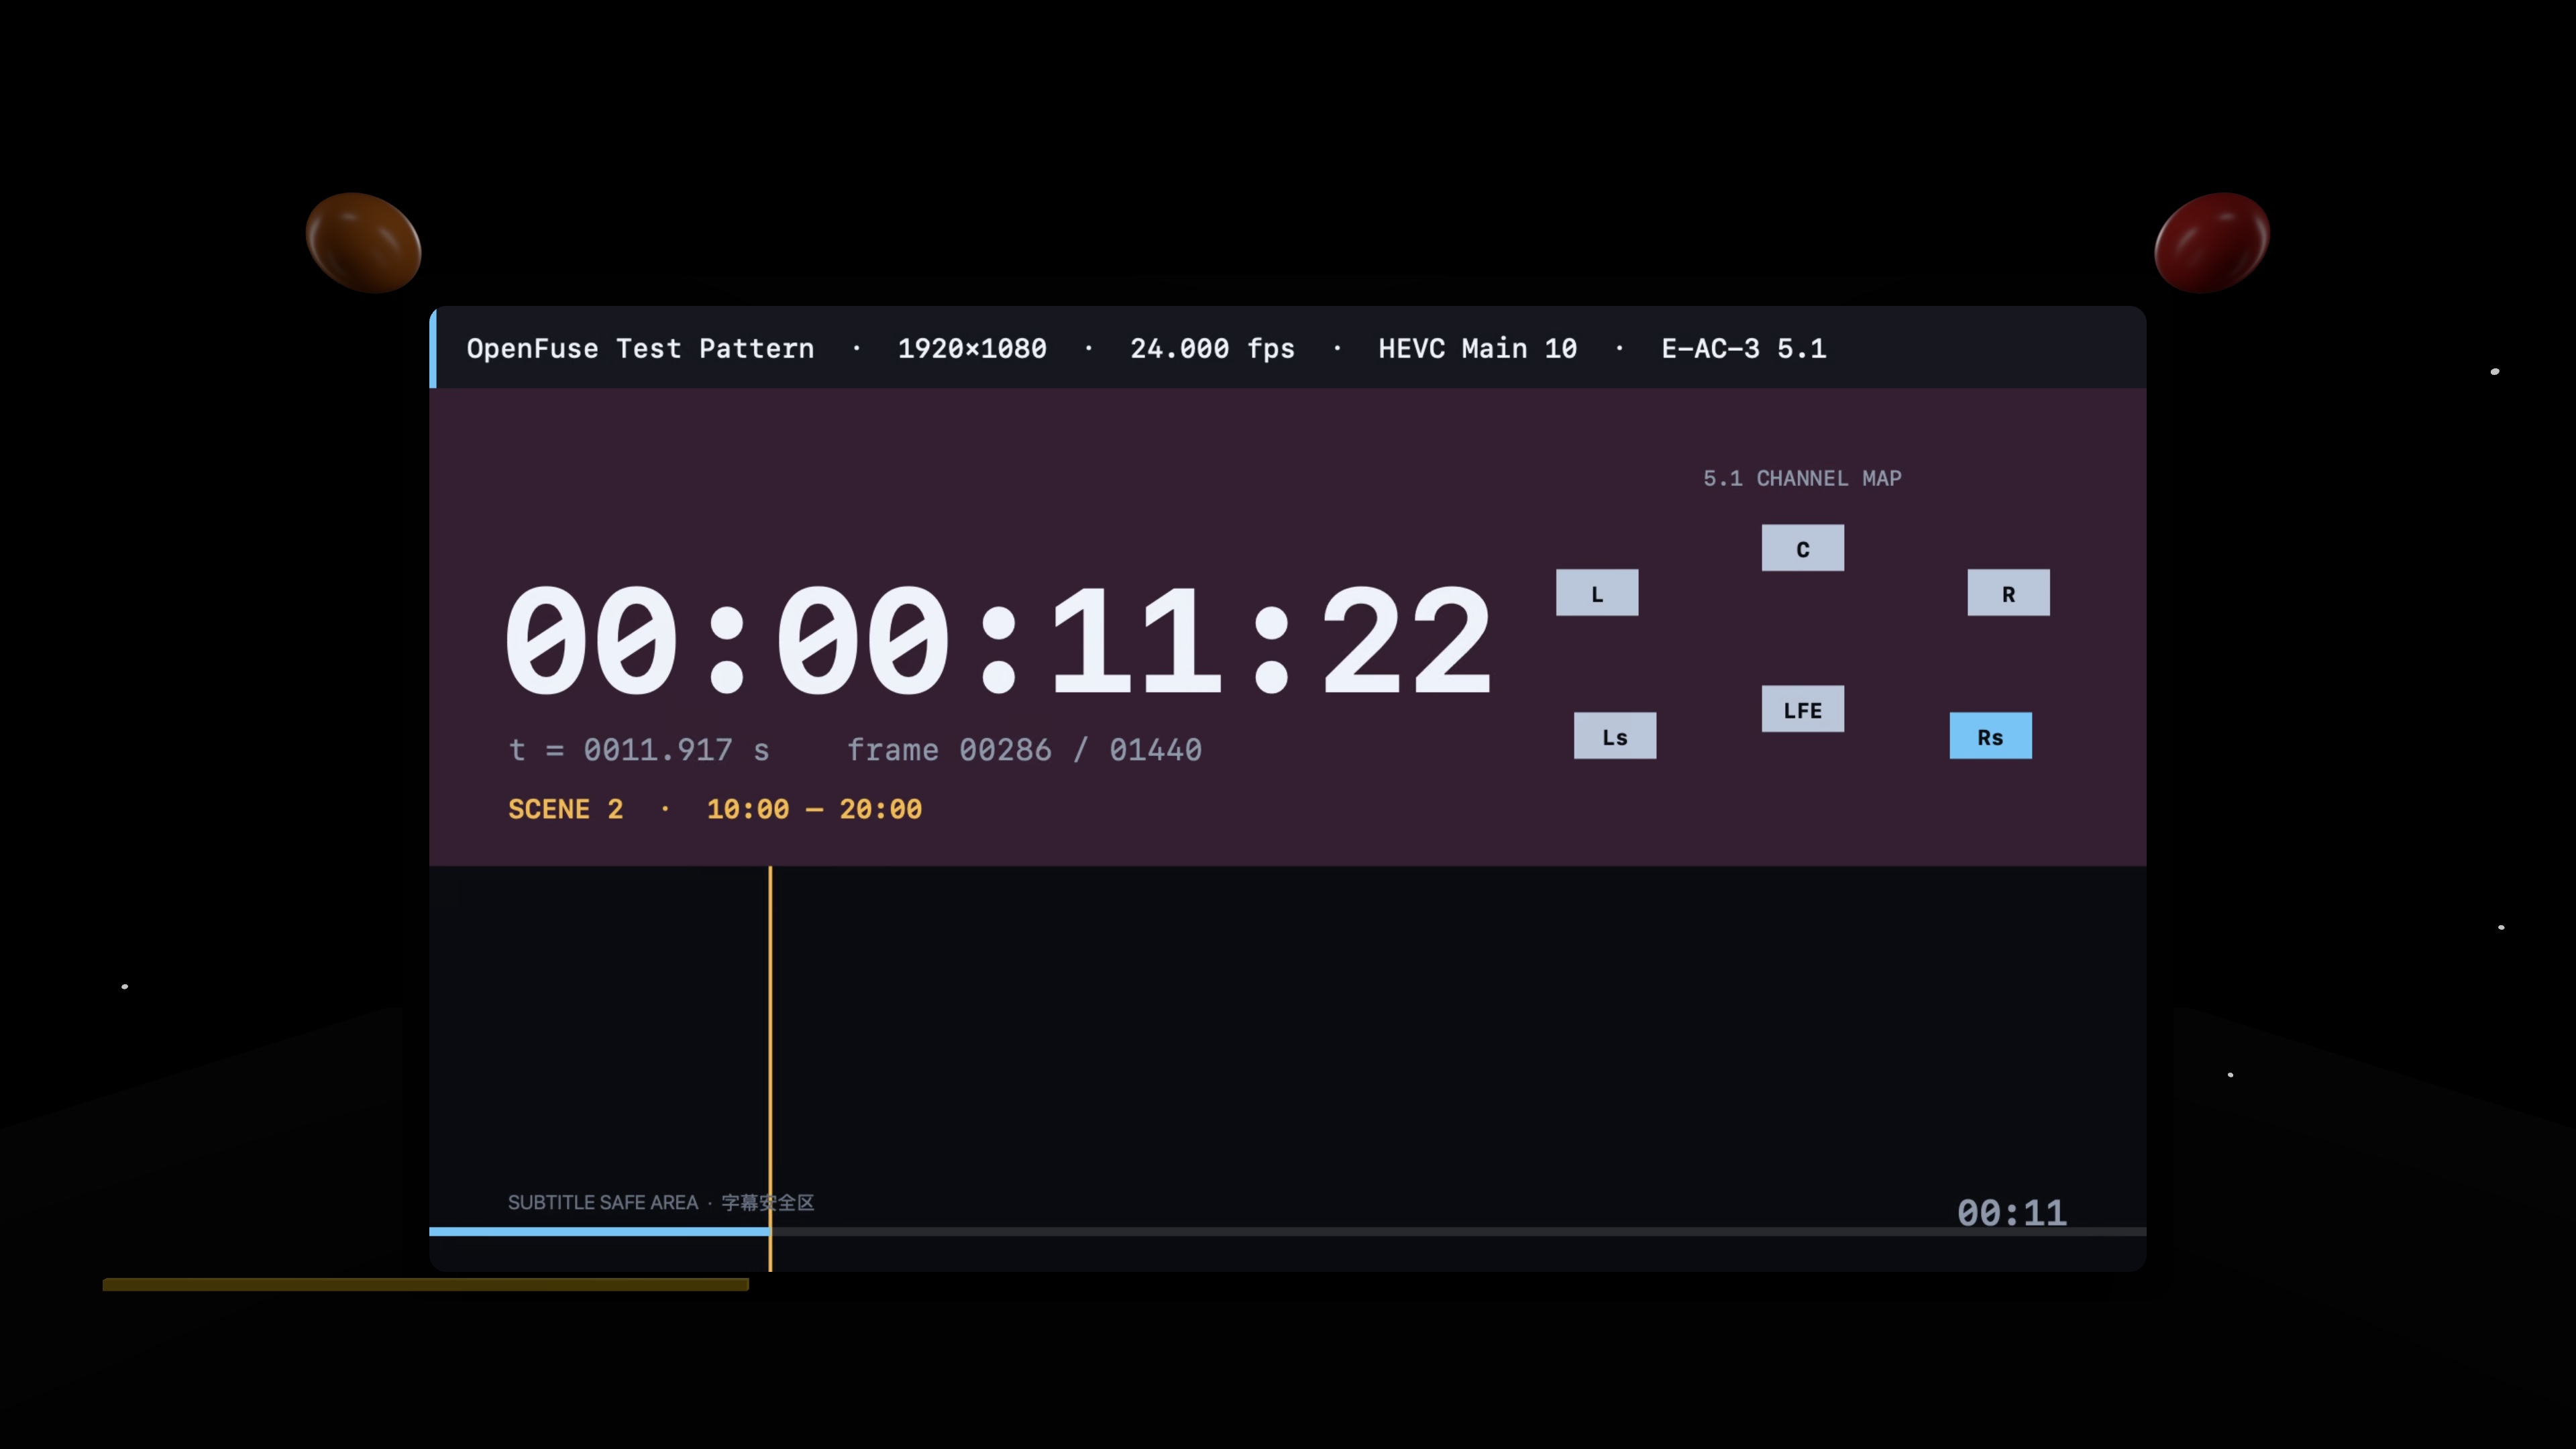 OpenFuse Test Pattern · 1920×1080 · 24.000 fps · HEVC Main 10 · E–AC–3 5.1
5.1 CHANNEL MAP
C
L
R
00:00:11:22
LFE
Ls
Rs
t = 0011.917 s frame 00286 / 01440
SCENE 2 · 10:00 — 20:00
SUBTITLE SAFE AREA · 字幕安全区
00:11